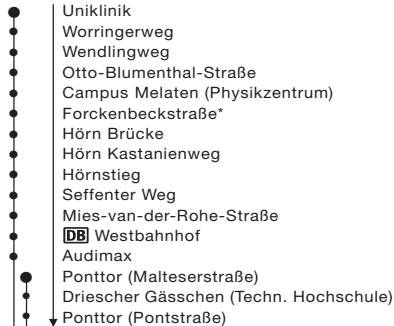 Uniklinik
Worringerweg
Wendlingweg
Otto-Blumenthal-Straße
Campus Melaten (Physikzentrum)
Forckenbeckstraße*
Hörn Brücke
Hörn Kastanienweg
Hörnstieg
Seffenter Weg
Mies-van-der-Rohe-Straße
DB Westbahnhof
Audimax
Ponttor (Malteserstraße)
Driescher Gässchen (Techn. Hochschule)
Ponttor (Pontstraße)